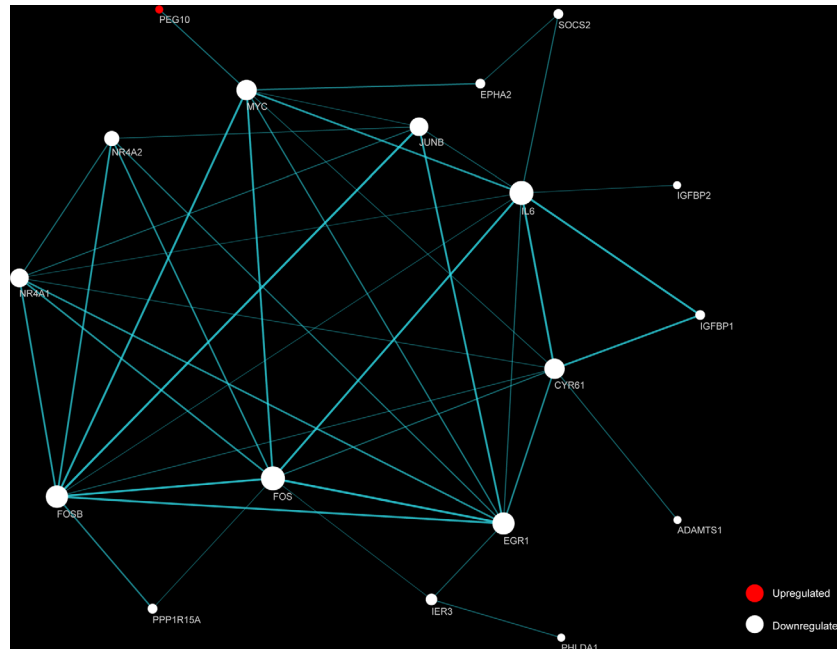 PEG10
SOCS2
MYC
EPHA2
JUNB
NR4A2
IGFBP2
IL6
NR4A1
IGFBP1
CYR61
FOS
FOSB
ADAMTS1
EGR1
Upregulated
IER3
PPP1R15A
Downregulate
PHLDA1